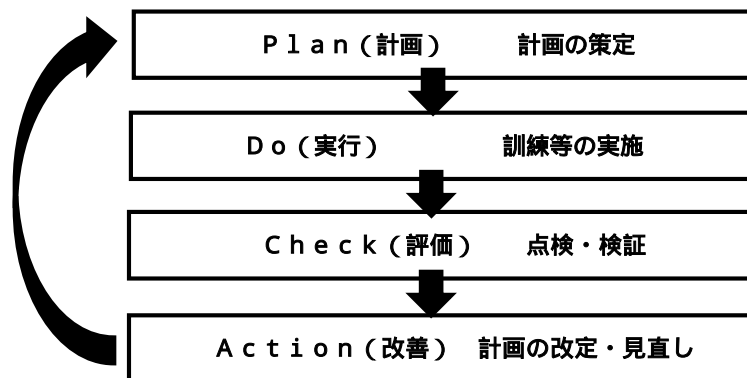 Ｐｌａｎ（計画）　計画の策定
Ｄｏ（実行）　訓練等の実施
Ｃｈｅｃｋ（評価）　点検・検証
Ａｃｔｉｏｎ（改善）　計画の改定・見直し